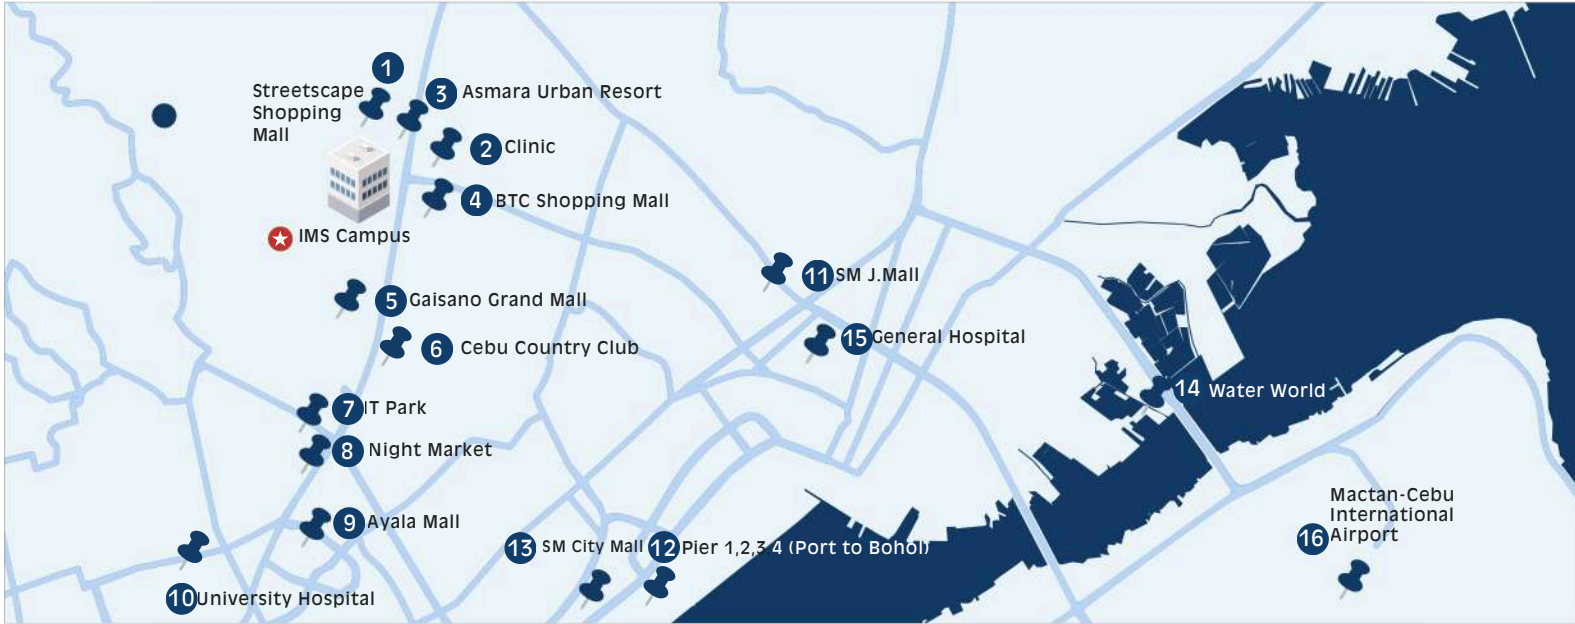 1
Streetscape
Shopping
Mall
3 Asmara Urban Resort
2 Clinic
4 BTC Shopping Mall
IMS Campus
11 SM J.Mall
5 Gaisano Grand Mall
15 General Hospital
6 Cebu Country Club
14 Water World
7 IT Park
8 Night Market
Mactan-Cebu
International
16 Airport
9 Ayala Mall
13 SM City Mall
12 Pier 1,2,3,4 (Port to Bohol)
10 University Hospital